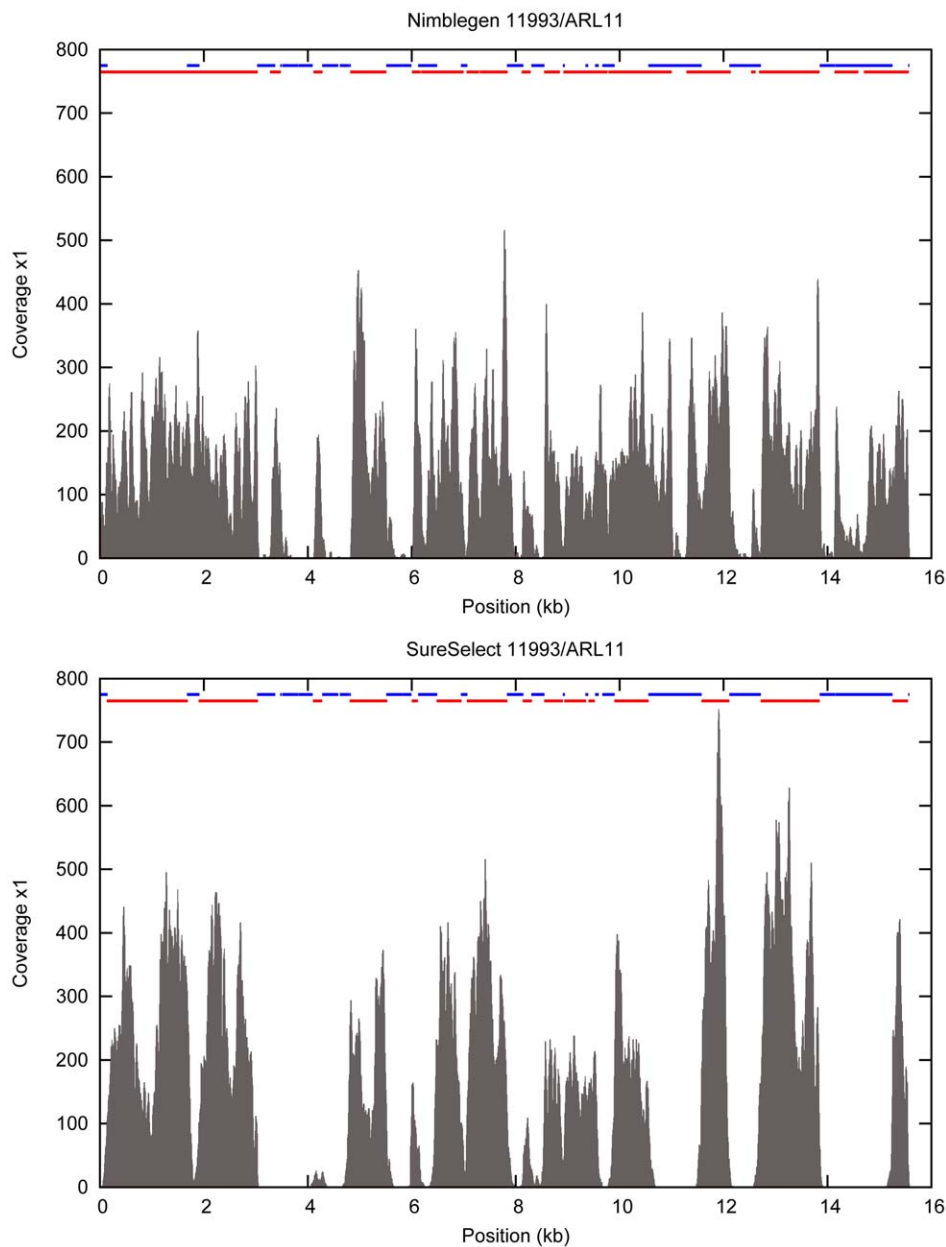 Nimblegen 11993/ARL11
800
700
600
500
400
300
200
100
0
Coverage x1
0 2 4 6 8 10 12 14 16
Position (kb)
SureSelect 11993/ARL11
800
700
600
500
400
300
200
100
0
Coverage x1
0 2 4 6 8 10 12 14 16
Position (kb)